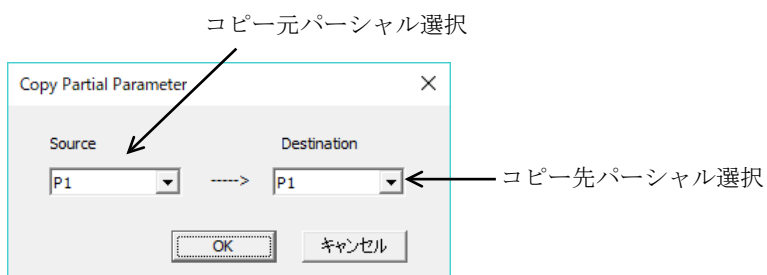 コピー元パーシャル選択
Copy Partial Parameter
Source Destination
P1 -----> P1
コピー先パーシャル選択
OK キャンセル